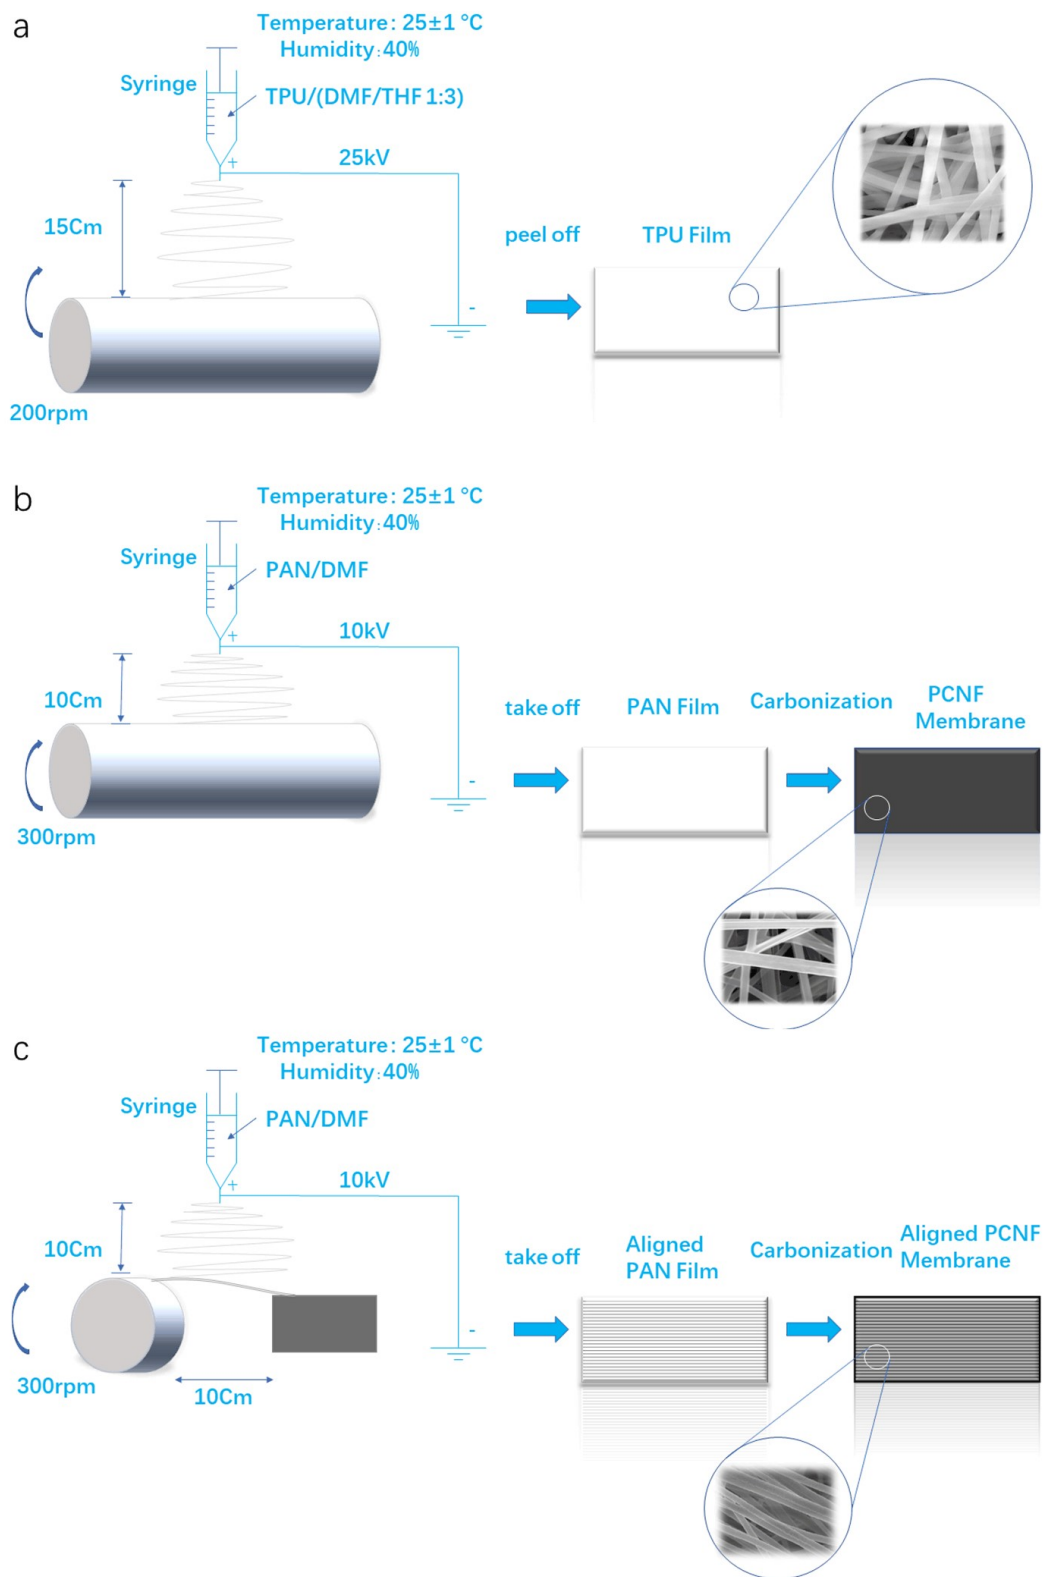 a
Temperature: 25±1 °C
Humidity:40%
Syringe
TPU/(DMF/THF 1:3)
+
25kV
15Cm
-
200rpm
peel off
TPU Film
b
Temperature: 25±1 °C
Humidity:40%
Syringe
PAN/DMF
+
10kV
10Cm
-
300rpm
take off
PAN Film
Carbonization
PCNF
Membrane
c
Temperature: 25±1 °C
Humidity:40%
Syringe
PAN/DMF
+
10kV
10Cm
-
300rpm
10Cm
take off
Aligned
PAN Film
Carbonization
Aligned PCNF
Membrane